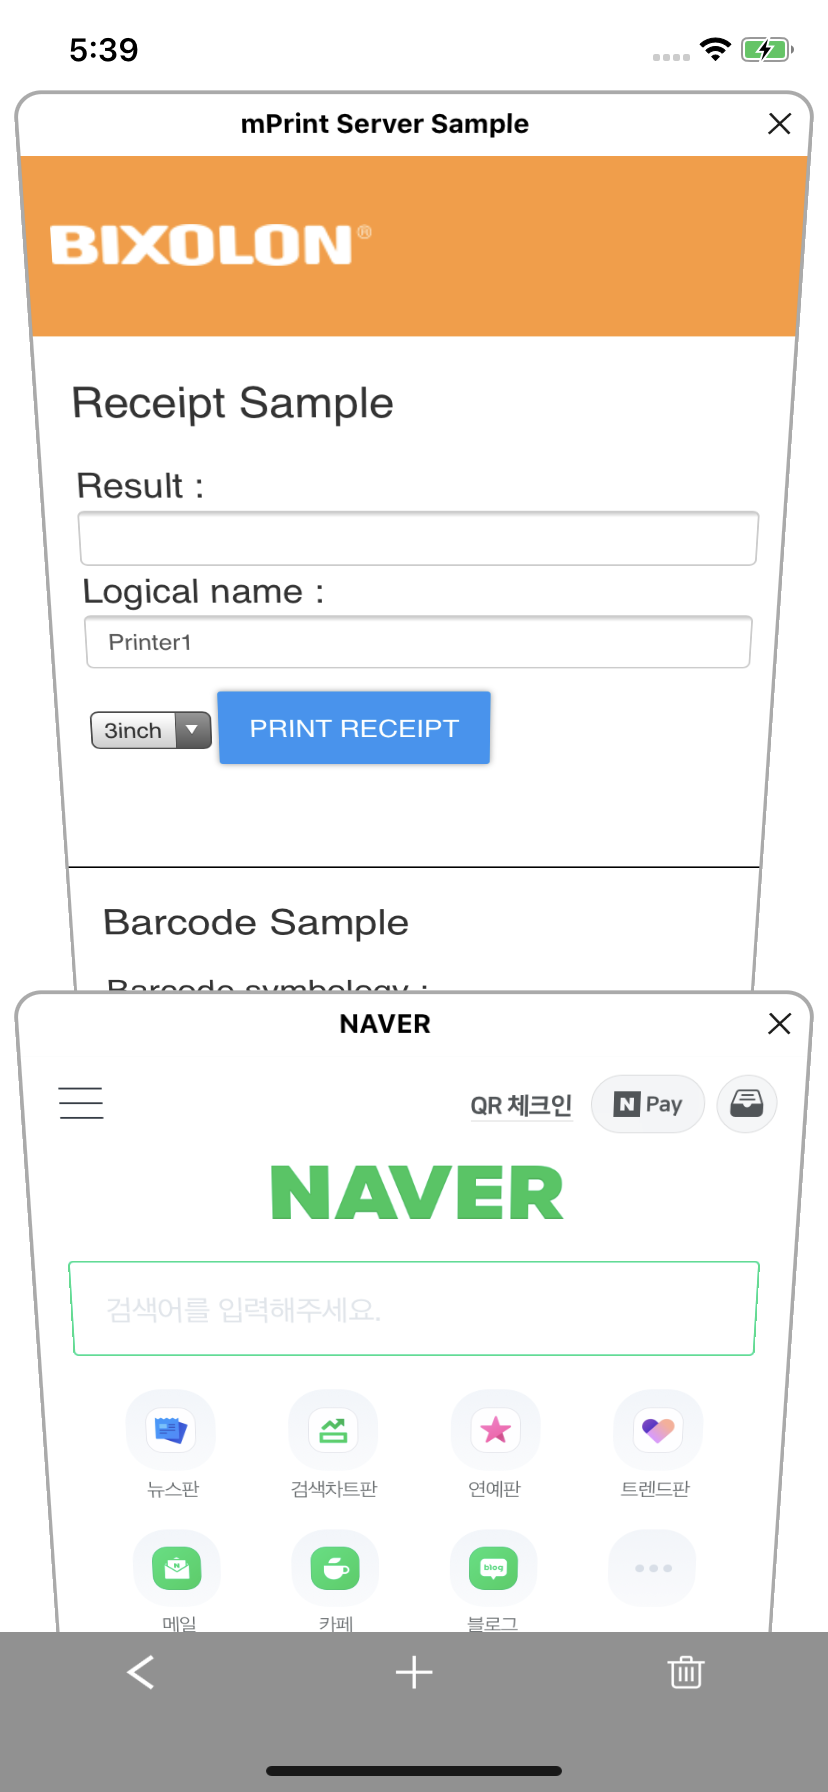 5:39
mPrint Server Sample
BIXOLON®
Receipt Sample
Result :
Logical name :
Printer1
3inch
PRINT RECEIPT
Barcode Sample
Barcode symbology :
NAVER
QR 체크인
N Pay
NAVER
검색어를 입력해주세요.
뉴스판 검색차트판 연예판 트렌드판
blog
메일 카페 블로그